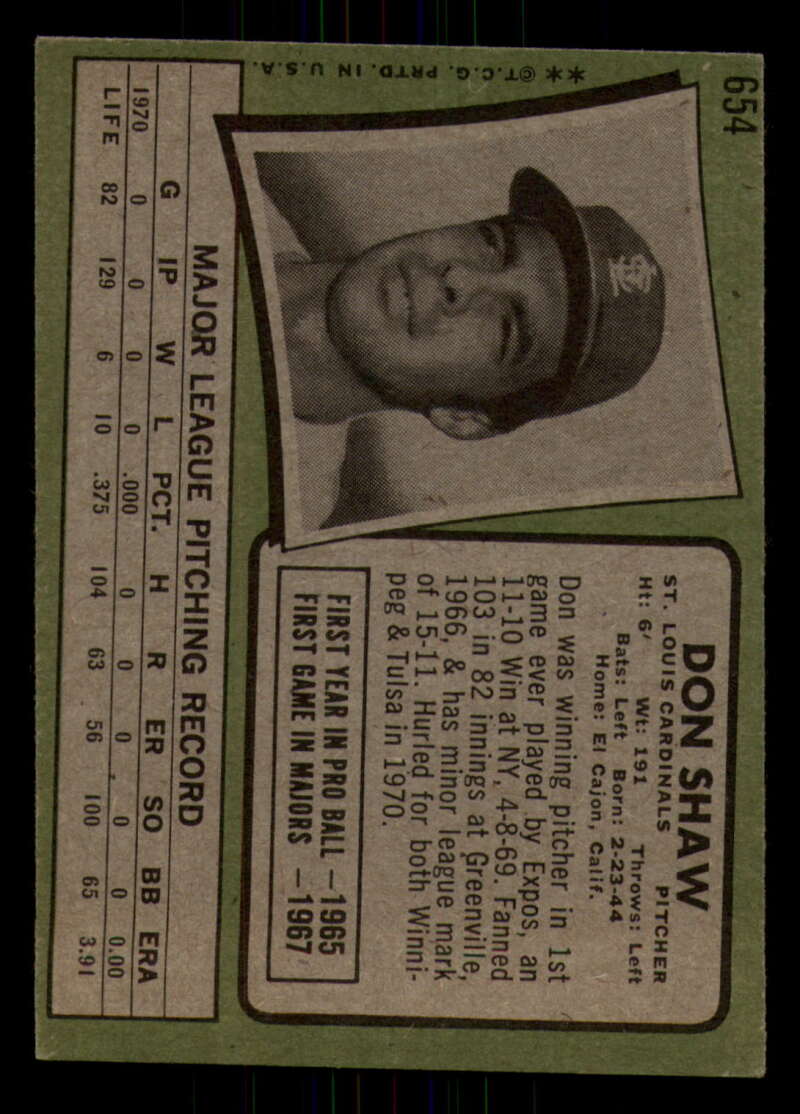 654
**©T.C.G. PRTD. IN U.S.A.
DON SHAW
ST. LOUIS CARDINALS PITCHER
Ht: 6' Wt: 191 Throws: Left
Bats: Left Born: 2-23-44
Home: El Cajon, Calif.
Don was winning pitcher in 1st
game ever played by Expos, an
11-10 Win at NY, 4-8-69. Fanned
103 in 82 innings at Greenville,
1966, & has minor league mark
of 15-11. Hurled for both Winni-
peg & Tulsa in 1970.
FIRST YEAR IN PRO BALL —1965
FIRST GAME IN MAJORS —1967
StL
MAJOR LEAGUE PITCHING RECORD
G IP W L PCT. H R ER SO BB ERA
1970 0 0 0 0 .000 0 0 0 0 0 0.00
LIFE 82 129 6 10 .375 104 63 56 100 65 3.91